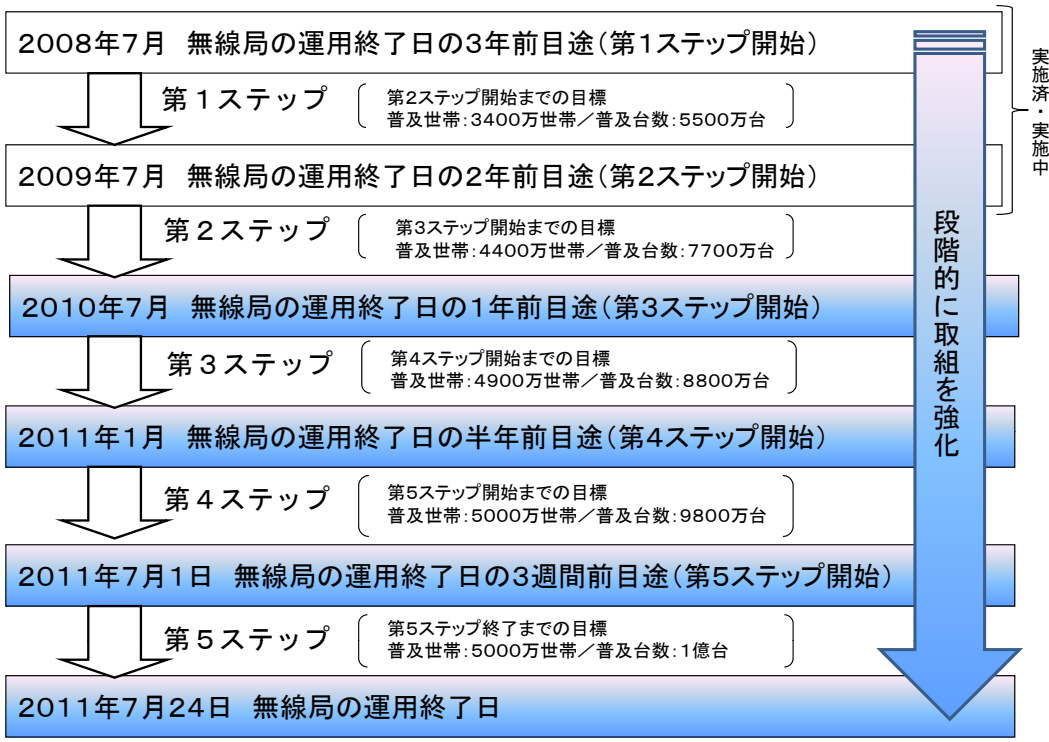 2008年7月 無線局の運用終了日の3年前目途(第1ステップ開始)
第1ステップ
第2ステップ開始までの目標
普及世帯:3400万世帯/普及台数:5500万台
2009年7月 無線局の運用終了日の2年前目途(第2ステップ開始)
第2ステップ
第3ステップ開始までの目標
普及世帯:4400万世帯/普及台数:7700万台
2010年7月 無線局の運用終了日の1年前目途(第3ステップ開始)
第3ステップ
第4ステップ開始までの目標
普及世帯:4900万世帯/普及台数:8800万台
2011年1月 無線局の運用終了日の半年前目途(第4ステップ開始)
第4ステップ
第5ステップ開始までの目標
普及世帯:5000万世帯/普及台数:9800万台
2011年7月1日 無線局の運用終了日の3週間前目途(第5ステップ開始)
第5ステップ
第5ステップ終了までの目標
普及世帯:5000万世帯/普及台数:1億台
2011年7月24日 無線局の運用終了日
段階的に取組を強化
実施済・実施中